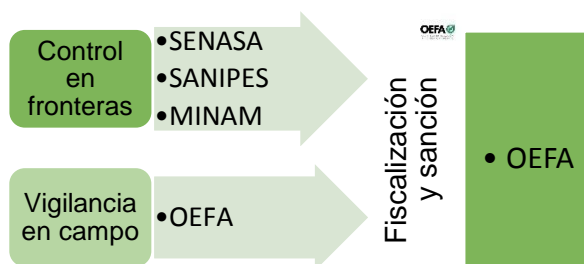 Control
en
fronteras
•SENASA
•SANIPES
•MINAM
Vigilancia
en campo
•OEFA
OEFA
Fiscalización
y sanción
• OEFA